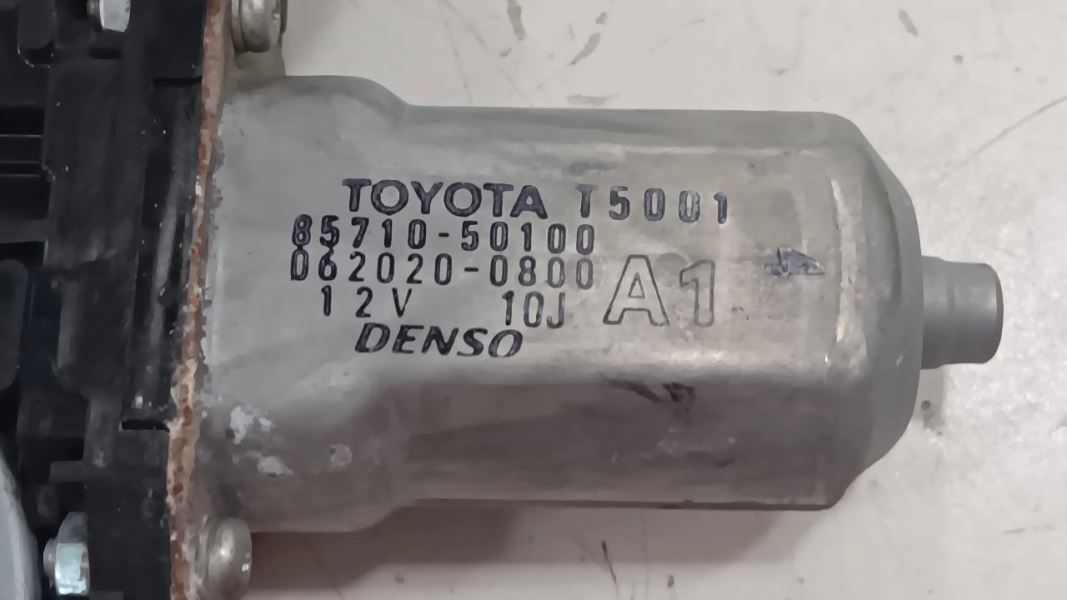 TOYOTA T5001
85710-50100
062020-0800
12V 10J
A1
DENSO